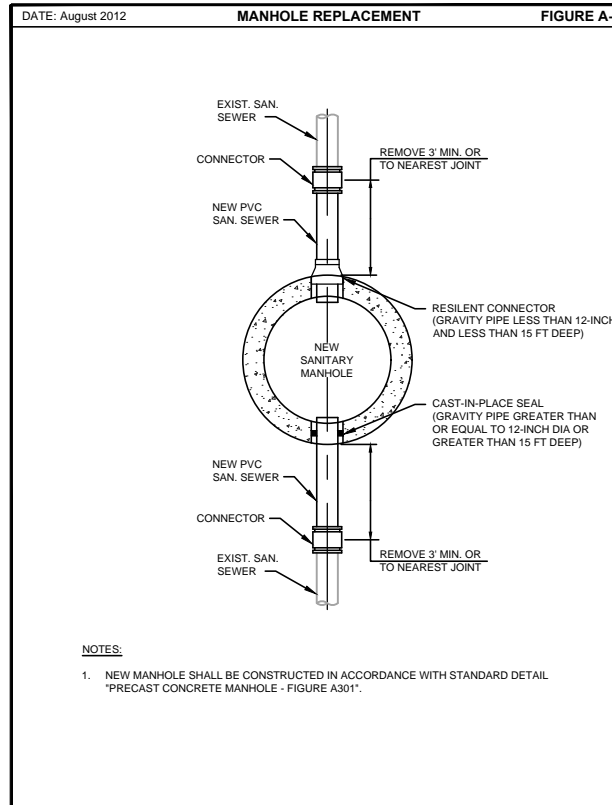 DATE: August 2012 MANHOLE REPLACEMENT FIGURE A-
EXIST. SAN.
SEWER
CONNECTOR
REMOVE 3' MIN. OR
TO NEAREST JOINT
NEW PVC
SAN. SEWER
RESILENT CONNECTOR
(GRAVITY PIPE LESS THAN 12-INCH
AND LESS THAN 15 FT DEEP)
NEW
SANITARY
MANHOLE
CAST-IN-PLACE SEAL
(GRAVITY PIPE GREATER THAN
OR EQUAL TO 12-INCH DIA OR
GREATER THAN 15 FT DEEP)
NEW PVC
SAN. SEWER
CONNECTOR
EXIST. SAN.
SEWER
REMOVE 3' MIN. OR
TO NEAREST JOINT
NOTES:
1. NEW MANHOLE SHALL BE CONSTRUCTED IN ACCORDANCE WITH STANDARD DETAIL
"PRECAST CONCRETE MANHOLE - FIGURE A301".